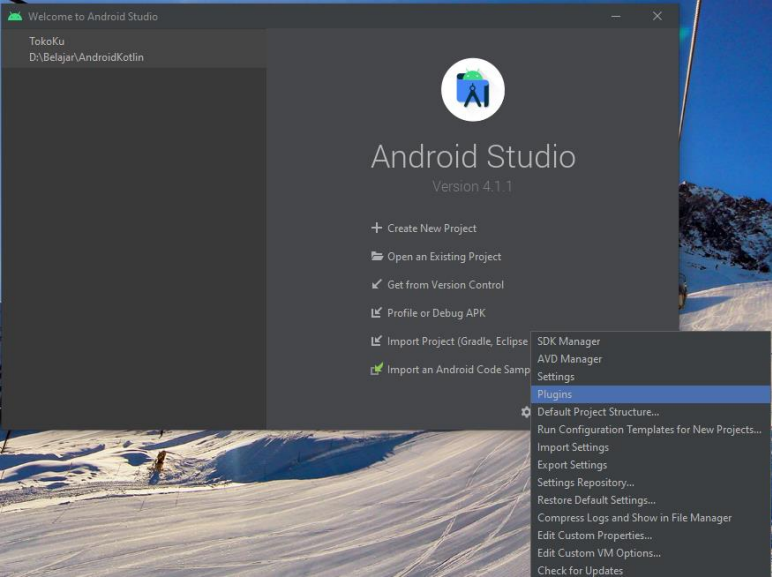 Welcome to Android Studio
TokoKu
D:\Belajar\AndroidKotlin
Android Studio
Version 4.1.1
Create New Project
Open an Existing Project
Get from Version Control
Profile or Debug APK
Import Project (Gradle, Eclipse
Import an Android Code Samp
SDK Manager
AVD Manager
Settings
Plugins
Default Project Structure...
Run Configuration Templates for New Projects...
Import Settings
Export Settings
Settings Repository...
Restore Default Settings...
Compress Logs and Show in File Manager
Edit Custom Properties...
Edit Custom VM Options...
Check for Updates